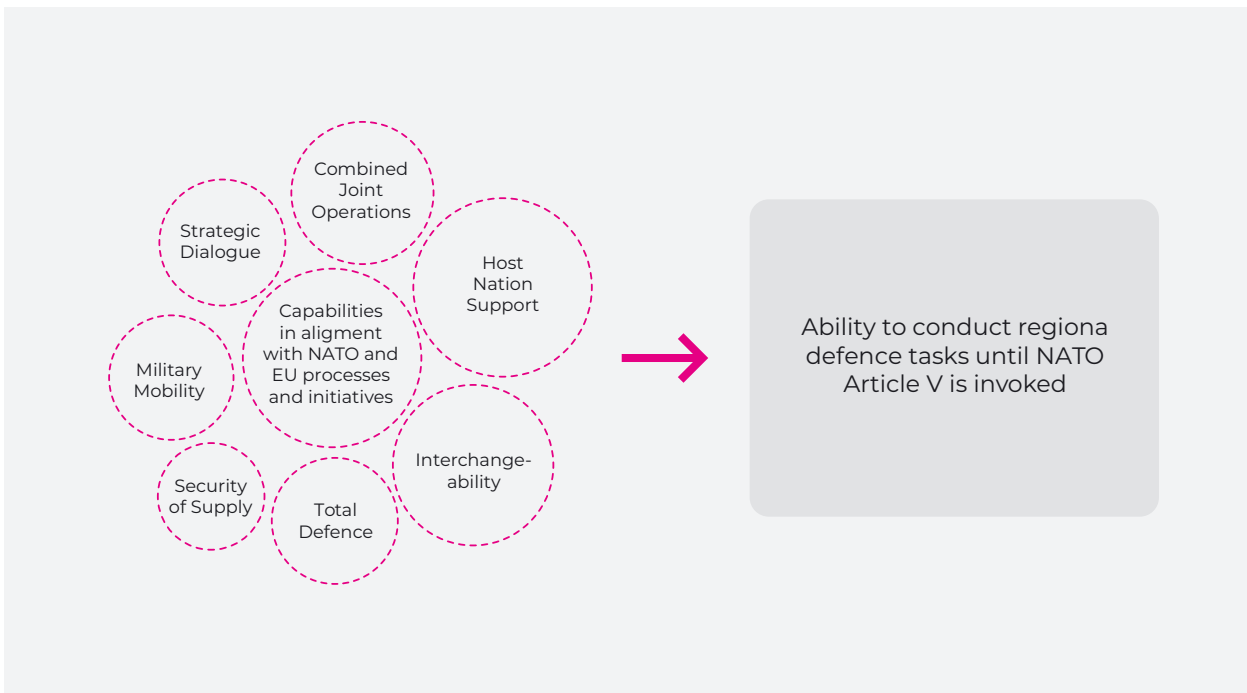 Combined
Joint
Operations
Strategic
Dialogue
Host
Nation
Support
Capabilities
in aligment
with NATO and
EU processes
and initiatives
Military
Mobility
Interchange-
ability
Security
of Supply
Total
Defence
Ability to conduct regiona
defence tasks until NATO
Article V is invoked